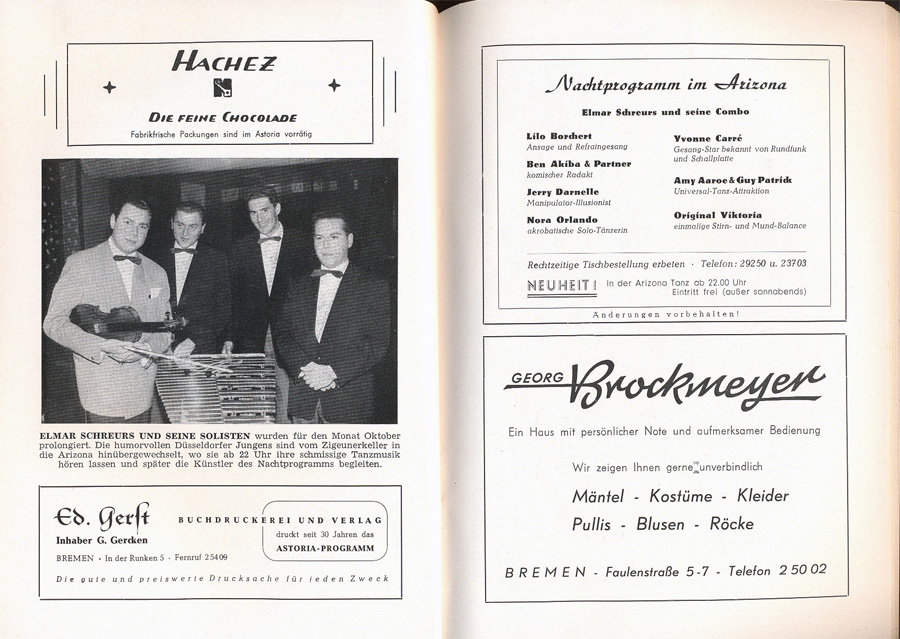 HACHEZ
DIE FEINE CHOCOLADE
Fabrikfrische Packungen sind im Astoria vorrätig
ELMAR SCHREURS UND SEINE SOLISTEN wurden für den Monat Oktober
prolongiert. Die humorvollen Düsseldorfer Jungens sind vom Zigeunerkeller in
die Arizona hinübergewechselt, wo sie ab 22 Uhr ihre schmissige Tanzmusik
hören lassen und später die Künstler des Nachtprogramms begleiten.
Ed. Gerst
Inhaber G. Gercken
BREMEN · In der Runken 5 · Fernruf 25409
BUCHDRUCKEREI UND VERLAG
druckt seit 30 Jahren das
ASTORIA-PROGRAMM
Die gute und preiswerte Drucksache für jeden Zweck
Nachtprogramm im Arizona
Elmar Schreurs und seine Combo
Lilo Borchert
Ansage und Refraingesang
Ben Akiba & Partner
komischer Radakt
Jerry Darnelle
Manipulator-Illusionist
Nora Orlando
akrobatische Solo-Tänzerin
Yvonne Carré
Gesang-Star bekannt von Rundfunk
und Schallplatte
Amy Aaroe & Guy Patrick
Universal-Tanz-Attraktion
Original Viktoria
einmalige Stirn- und Mund-Balance
Rechtzeitige Tischbestellung erbeten · Telefon: 29250 u. 23703
NEUHEIT! In der Arizona Tanz ab 22.00 Uhr
Eintritt frei (außer sonnabends)
Änderungen vorbehalten!
GEORG Brockmeyer
Ein Haus mit persönlicher Note und aufmerksamer Bedienung
Wir zeigen Ihnen gerne unverbindlich
Mäntel - Kostüme - Kleider
Pullis - Blusen - Röcke
BREMEN - Faulenstraße 5-7 - Telefon 2 50 02